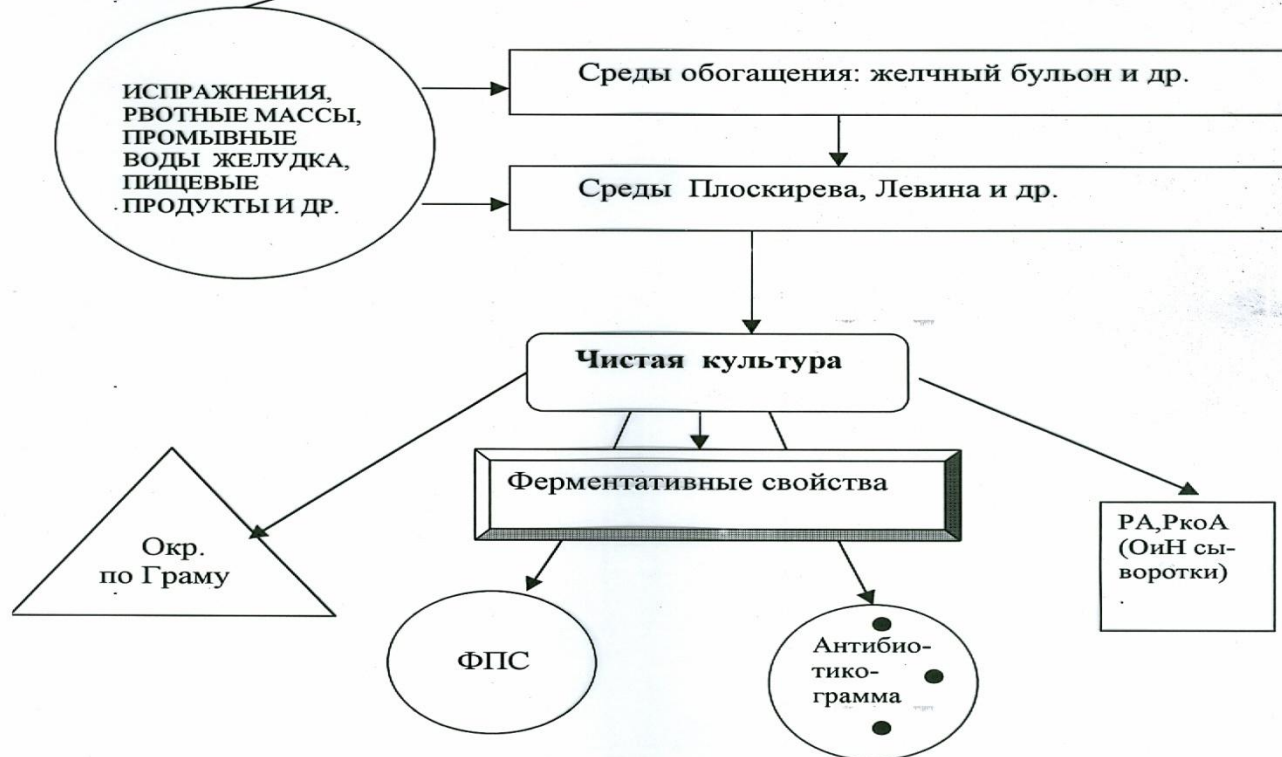 Среды обогащения: желчный бульон и др.
ИСПРАЖНЕНИЯ,
РВОТНЫЕ МАССЫ,
ПРОМЫВНЫЕ
ВОДЫ ЖЕЛУДКА,
ПИЩЕВЫЕ
ПРОДУКТЫ И ДР.
Среды Плоскирева, Левина и др.
Чистая культура
Ферментативные свойства
Окр.
по Граму
РА,РкоА
(ОиН сы-
воротки)
ФПС
Антибио-
тико-
грамма